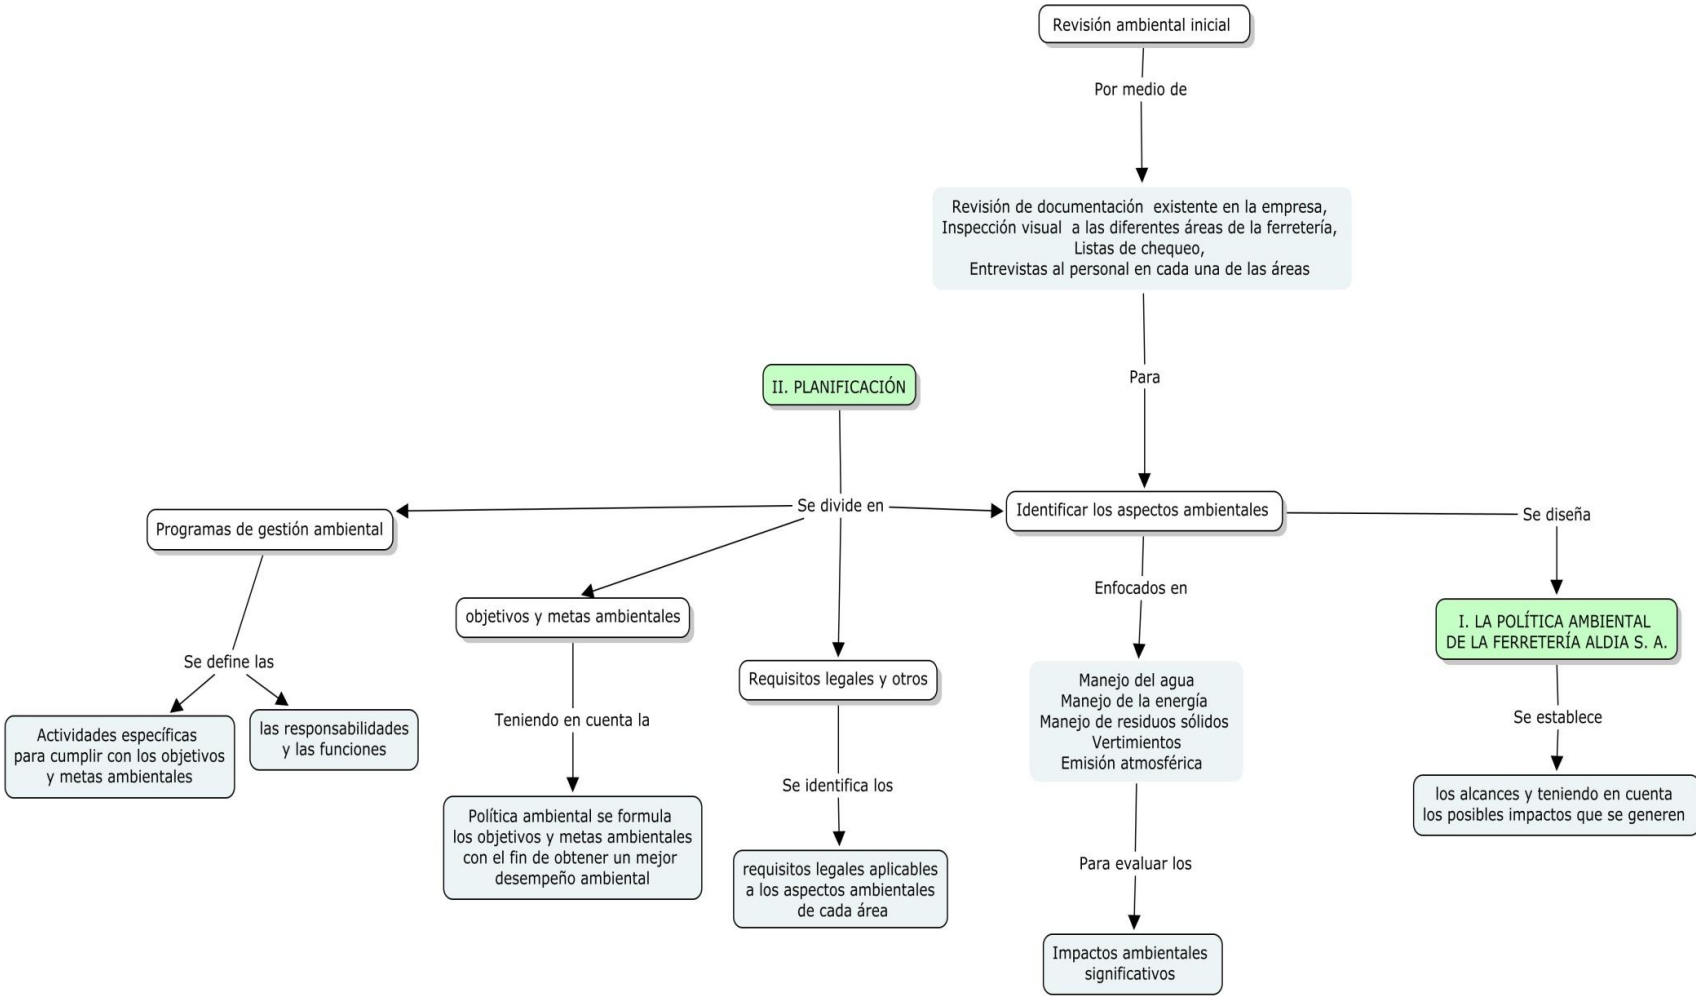 Revisión ambiental inicial
Por medio de
Revisión de documentación existente en la empresa,
Inspección visual a las diferentes áreas de la ferretería,
Listas de chequeo,
Entrevistas al personal en cada una de las áreas
Para
II. PLANIFICACIÓN
Se divide en
Programas de gestión ambiental
Se define las
Actividades específicas
para cumplir con los objetivos
y metas ambientales
las responsabilidades
y las funciones
objetivos y metas ambientales
Teniendo en cuenta la
Política ambiental se formula
los objetivos y metas ambientales
con el fin de obtener un mejor
desempeño ambiental
Requisitos legales y otros
Se identifica los
requisitos legales aplicables
a los aspectos ambientales
de cada área
Identificar los aspectos ambientales
Enfocados en
Manejo del agua
Manejo de la energía
Manejo de residuos sólidos
Vertimientos
Emisión atmosférica
Para evaluar los
Impactos ambientales
significativos
Se diseña
I. LA POLÍTICA AMBIENTAL
DE LA FERRETERÍA ALDIA S. A.
Se establece
los alcances y teniendo en cuenta
los posibles impactos que se generen